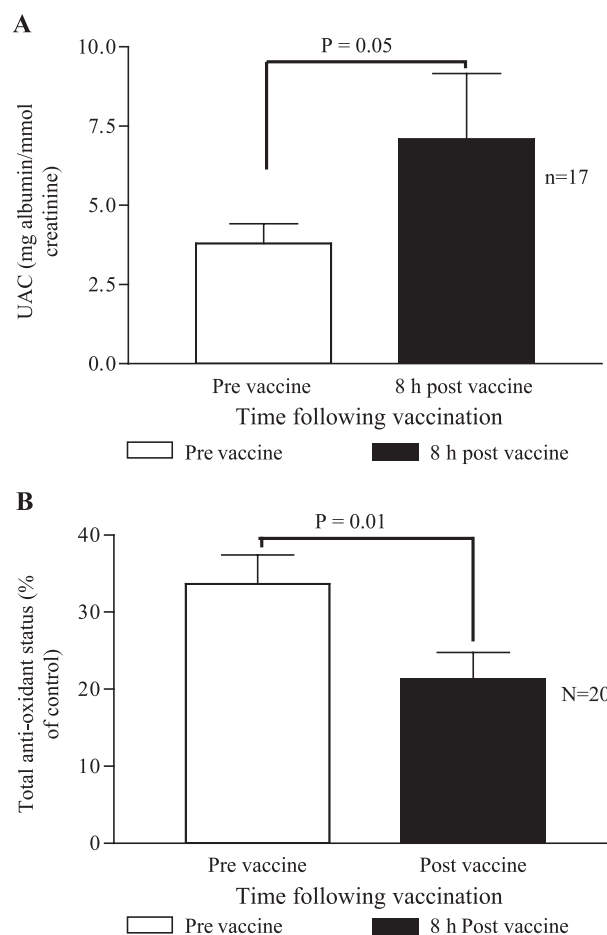 A
P = 0.05
10.0
7.5
5.0
2.5
0.0
UAC (mg albumin/mmol
creatinine)
n=17
Pre vaccine 8 h post vaccine
Time following vaccination
Pre vaccine 8 h post vaccine
B
P = 0.01
40
30
20
10
0
Total anti-oxidant status (%
of control)
N=20
Pre vaccine Post vaccine
Time following vaccination
Pre vaccine 8 h Post vaccine